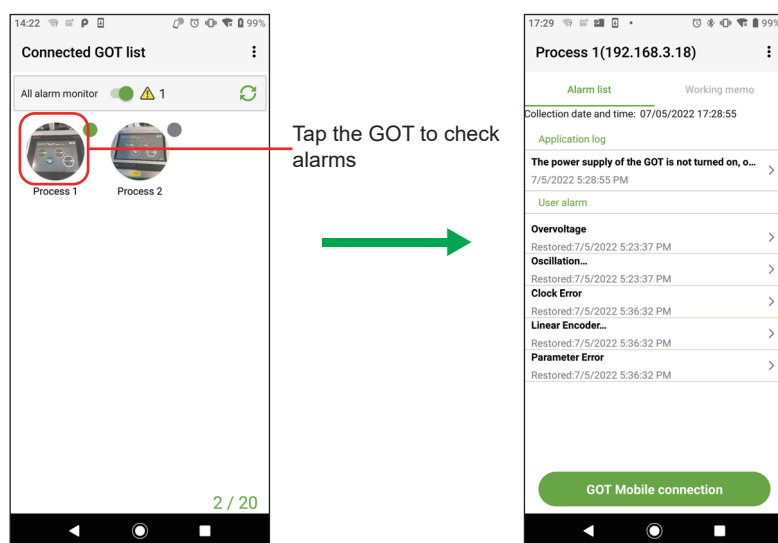 14:22
99%
Connected GOT list
All alarm monitor
1
Process 1
Process 2
2 / 20
Tap the GOT to check
alarms
17:29
99%
Process 1(192.168.3.18)
Alarm list
Working memo
Collection date and time: 07/05/2022 17:28:55
Application log
The power supply of the GOT is not turned on, o...
7/5/2022 5:28:55 PM
User alarm
Overvoltage
Restored:7/5/2022 5:23:37 PM
Oscillation...
Restored:7/5/2022 5:23:37 PM
Clock Error
Restored:7/5/2022 5:36:32 PM
Linear Encoder...
Restored:7/5/2022 5:36:32 PM
Parameter Error
Restored:7/5/2022 5:36:32 PM
GOT Mobile connection